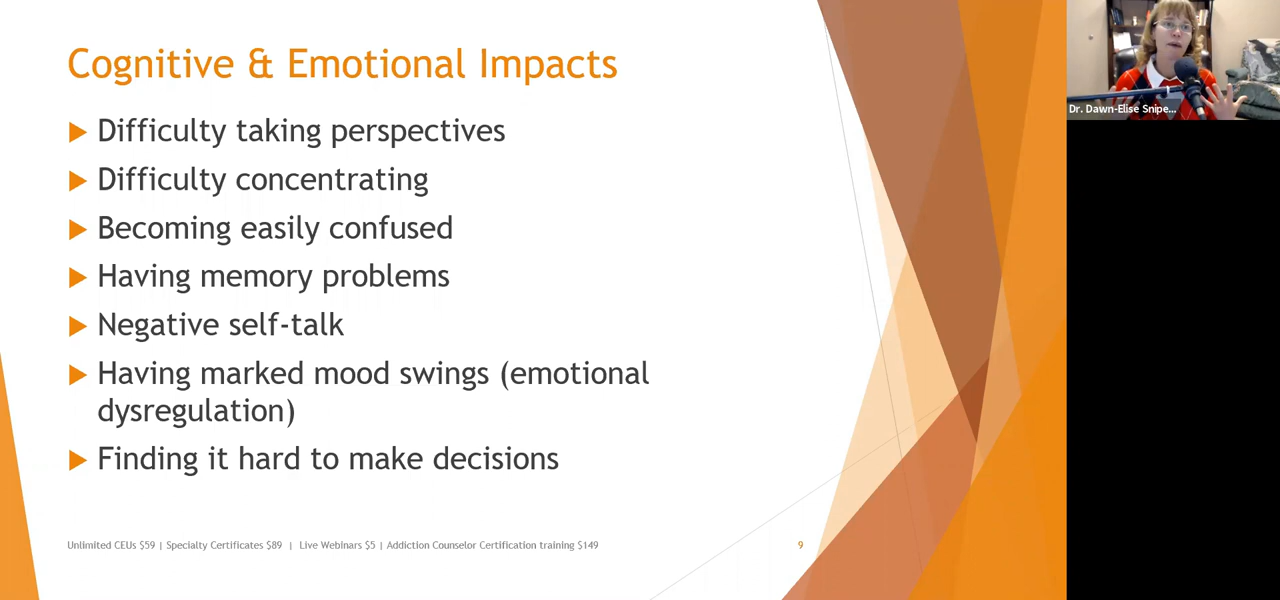 Cognitive & Emotional Impacts
Difficulty taking perspectives
Difficulty concentrating
Becoming easily confused
Having memory problems
Negative self-talk
Having marked mood swings (emotional
dysregulation)
Finding it hard to make decisions
Unlimited CEUs $59 | Specialty Certificates $89 | Live Webinars $5 | Addiction Counselor Certification training $149
9
Dr. Dawn-Elise Snipe...